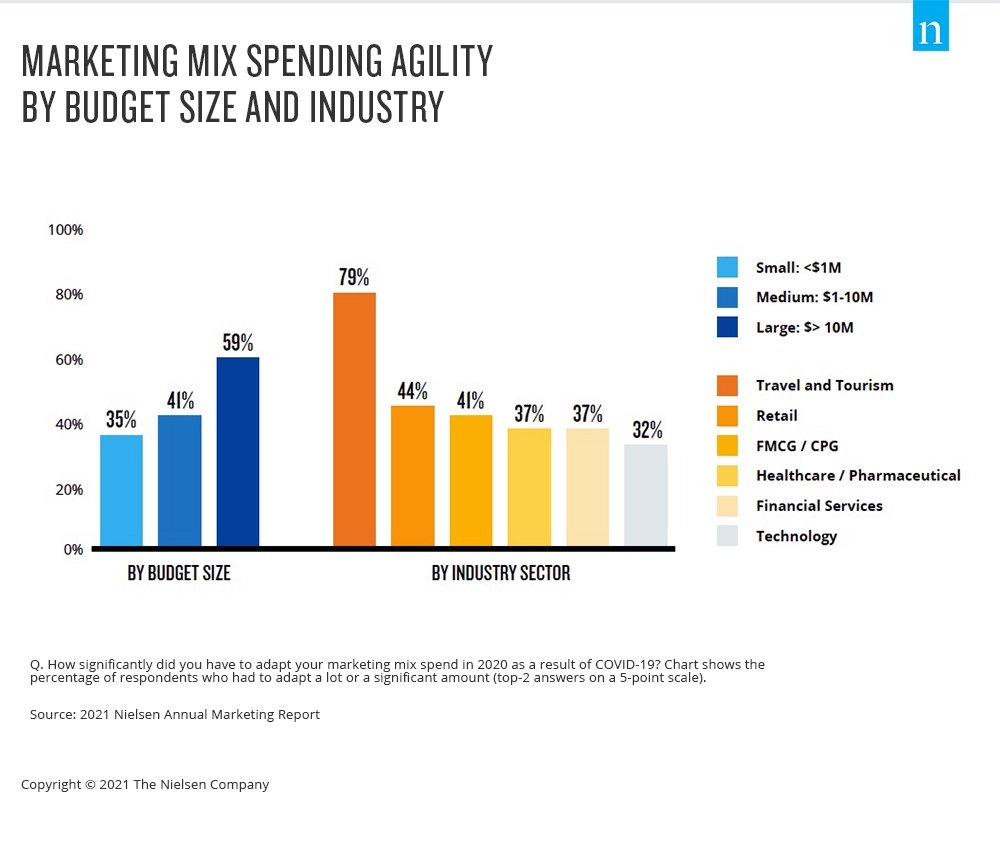 n
MARKETING MIX SPENDING AGILITY
BY BUDGET SIZE AND INDUSTRY
100%
80%
60%
40%
20%
0%
35%
41%
59%
79%
44%
41%
37%
37%
32%
BY BUDGET SIZE
BY INDUSTRY SECTOR
Small: <$1M
Medium: $1-10M
Large: $> 10M
Travel and Tourism
Retail
FMCG / CPG
Healthcare / Pharmaceutical
Financial Services
Technology
Q. How significantly did you have to adapt your marketing mix spend in 2020 as a result of COVID-19? Chart shows the
percentage of respondents who had to adapt a lot or a significant amount (top-2 answers on a 5-point scale).
Source: 2021 Nielsen Annual Marketing Report
Copyright © 2021 The Nielsen Company